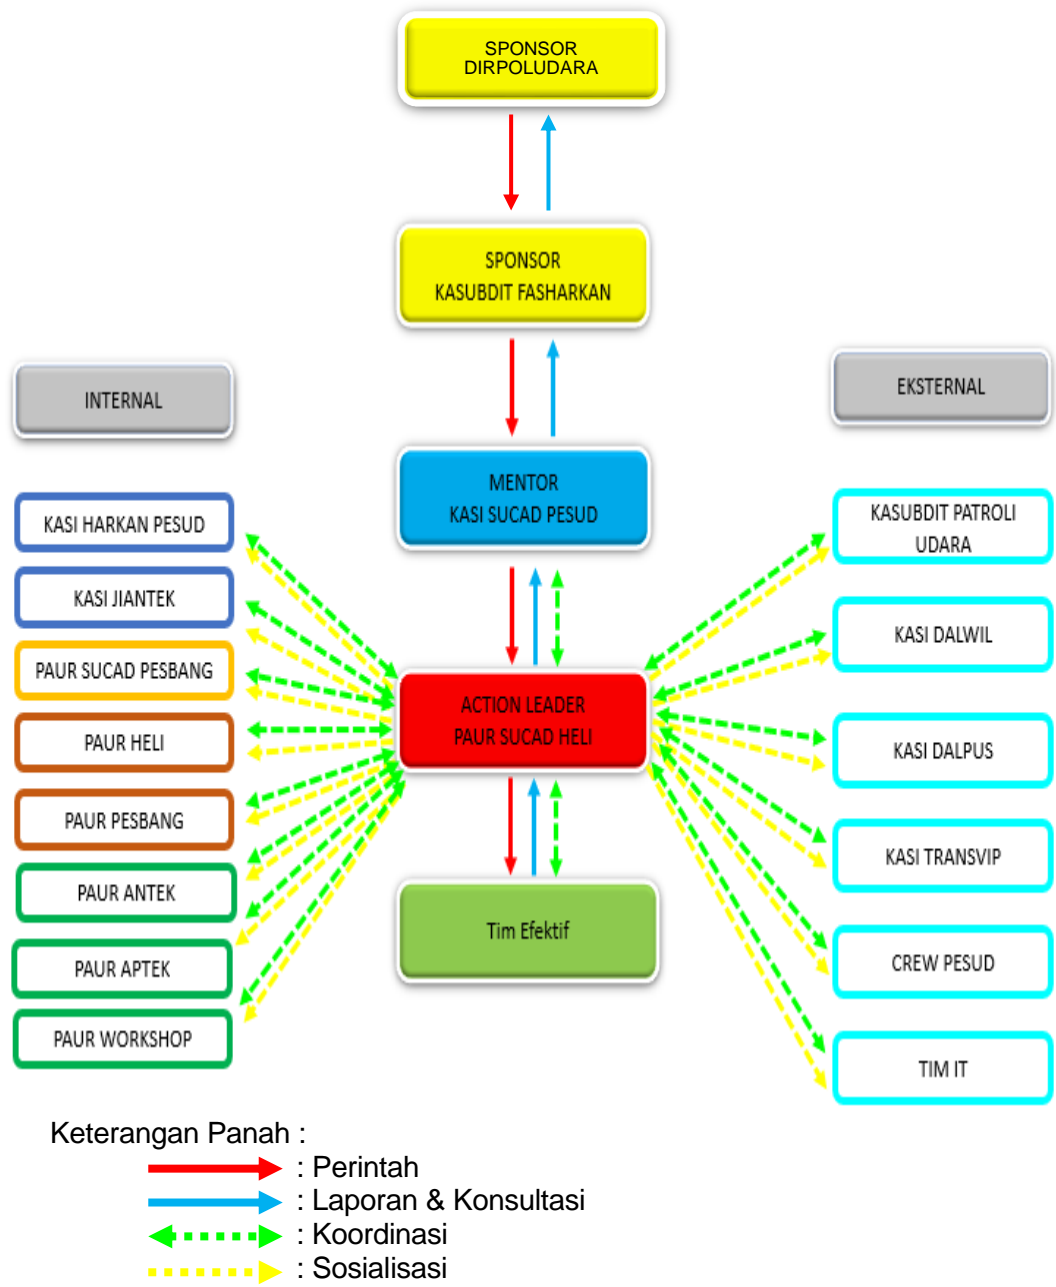 SPONSOR
DIRPOLUDARA
SPONSOR
KASUBDIT FASHARKAN
INTERNAL
EKSTERNAL
MENTOR
KASI SUCAD PESUD
KASI HARKAN PESUD
KASI JIANTEK
PAUR SUCAD PESBANG
PAUR HELI
PAUR PESBANG
PAUR ANTEK
PAUR APTEK
PAUR WORKSHOP
ACTION LEADER
PAUR SUCAD HELI
Tim Efektif
KASUBDIT PATROLI
UDARA
KASI DALWIL
KASI DALPUS
KASI TRANSVIP
CREW PESUD
TIM IT
Keterangan Panah :
: Perintah
: Laporan & Konsultasi
: Koordinasi
: Sosialisasi